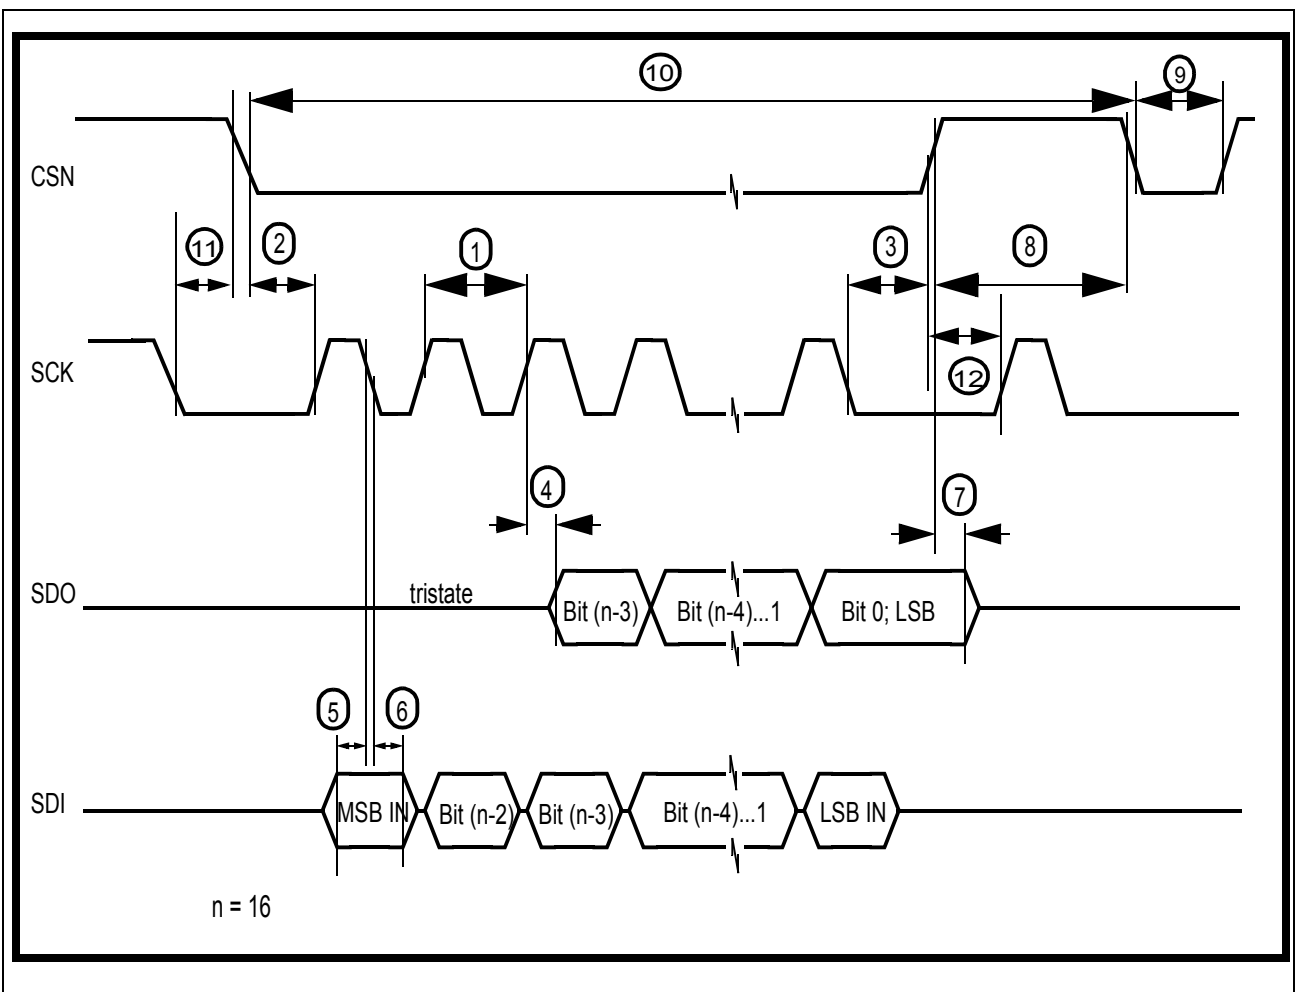 10
9
CSN
11
2
1
3
8
SCK
12
4
7
SDO
tristate
Bit (n-3)
Bit (n-4)...1
Bit 0; LSB
5
6
SDI
MSB IN
Bit (n-2)
Bit (n-3)
Bit (n-4)...1
LSB IN
n = 16